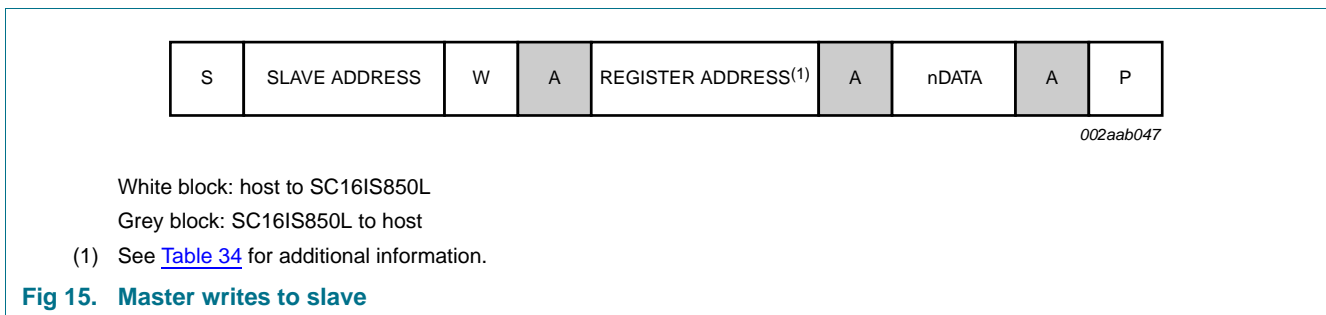 S SLAVE ADDRESS W A REGISTER ADDRESS(1) A nDATA A P
002aab047
White block: host to SC16IS850L
Grey block: SC16IS850L to host
(1) See Table 34 for additional information.
Fig 15. Master writes to slave